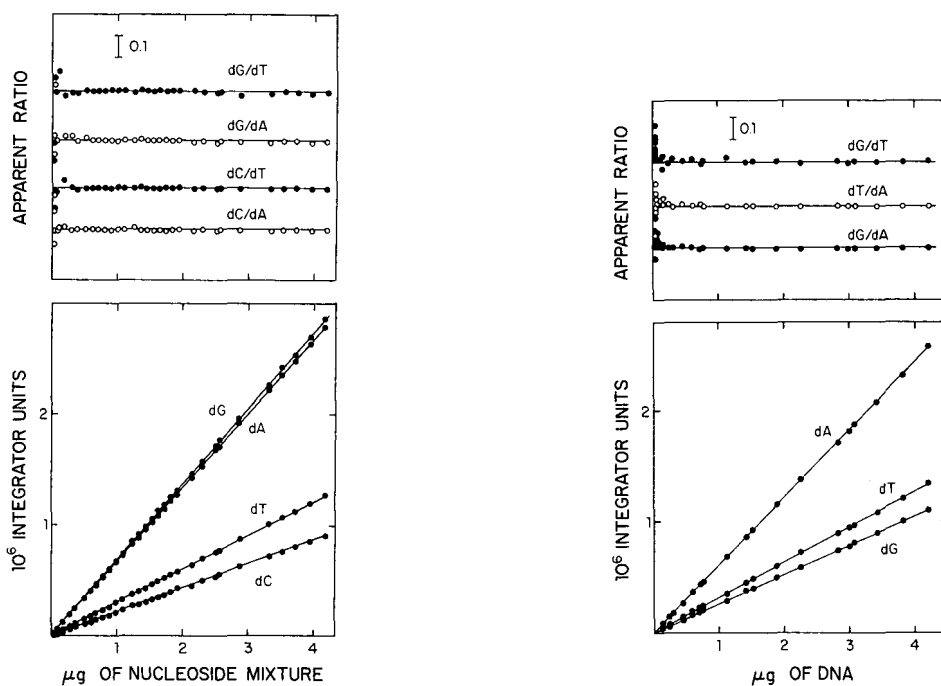 APPARENT RATIO
0.1
dG/dT
dG/dA
dC/dT
dC/dA
10⁶ INTEGRATOR UNITS
2
1
dG
dA
dT
dC
0 1 2 3 4
μg OF NUCLEOSIDE MIXTURE
APPARENT RATIO
0.1
dG/dT
dT/dA
dG/dA
10⁶ INTEGRATOR UNITS
2
1
dA
dT
dG
0 1 2 3 4
μg OF DNA